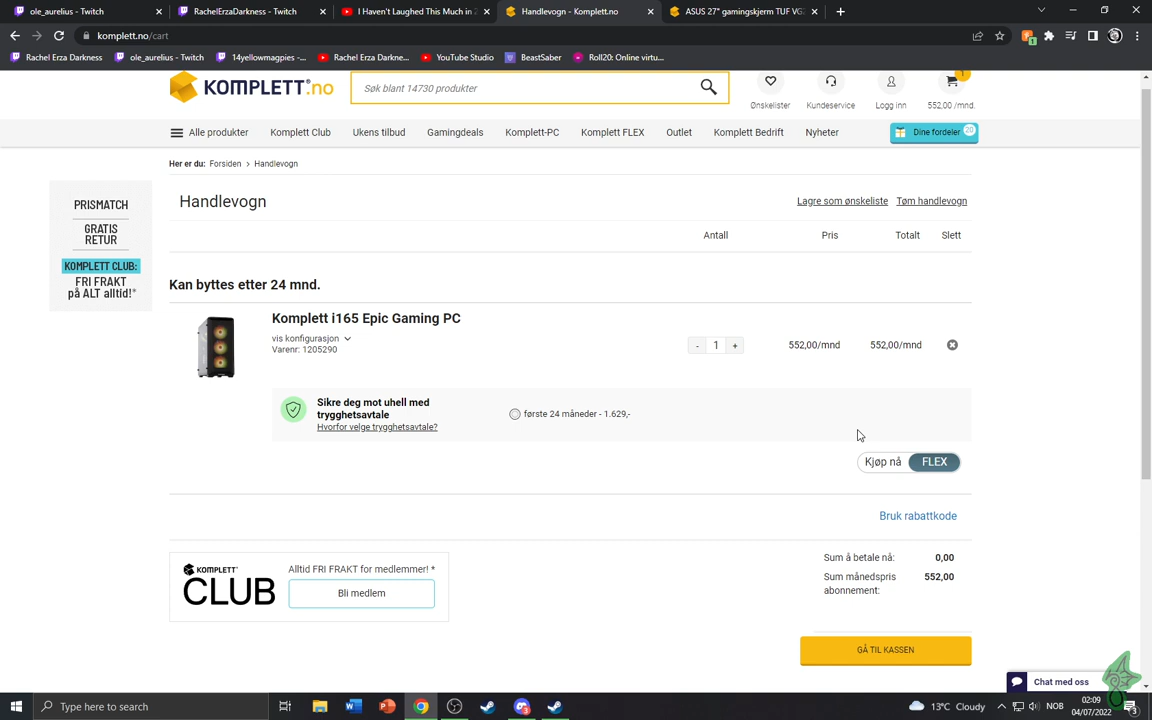 ole_aurelius - Twitch
RachelErzaDarkness - Twitch
I Haven't Laughed This Much in 2
Handlevogn - Komplett.no
ASUS 27" gamingskjerm TUF VG2
komplett.no/cart
Rachel Erza Darkness
ole_aurelius - Twitch
14yellowmagpies -...
Rachel Erza Darkne...
YouTube Studio
BeastSaber
Roll20: Online virtu...
KOMPLETT.no
Søk blant 14730 produkter
Ønskelister
Kundeservice
Logg inn
1
552,00 /mnd.
Alle produkter
Komplett Club
Ukens tilbud
Gamingdeals
Komplett-PC
Komplett FLEX
Outlet
Komplett Bedrift
Nyheter
Dine fordeler 20
Her er du: Forsiden > Handlevogn
PRISMATCH
GRATIS
RETUR
KOMPLETT CLUB:
FRI FRAKT
på ALT alltid!*
Handlevogn
Lagre som ønskeliste
Tøm handlevogn
Antall
Pris
Totalt
Slett
Kan byttes etter 24 mnd.
Komplett i165 Epic Gaming PC
vis konfigurasjon
Varenr: 1205290
- 1 +
552,00/mnd
552,00/mnd
Sikre deg mot uhell med
trygghetsavtale
Hvorfor velge trygghetsavtale?
første 24 måneder - 1.629,-
Kjøp nå
FLEX
Bruk rabattkode
KOMPLETT
CLUB
Alltid FRI FRAKT for medlemmer! *
Bli medlem
Sum å betale nå: 0,00
Sum månedspris 552,00
abonnement:
GÅ TIL KASSEN
Chat med oss
Type here to search
13°C Cloudy
NOB
02:09
04/07/2022
3